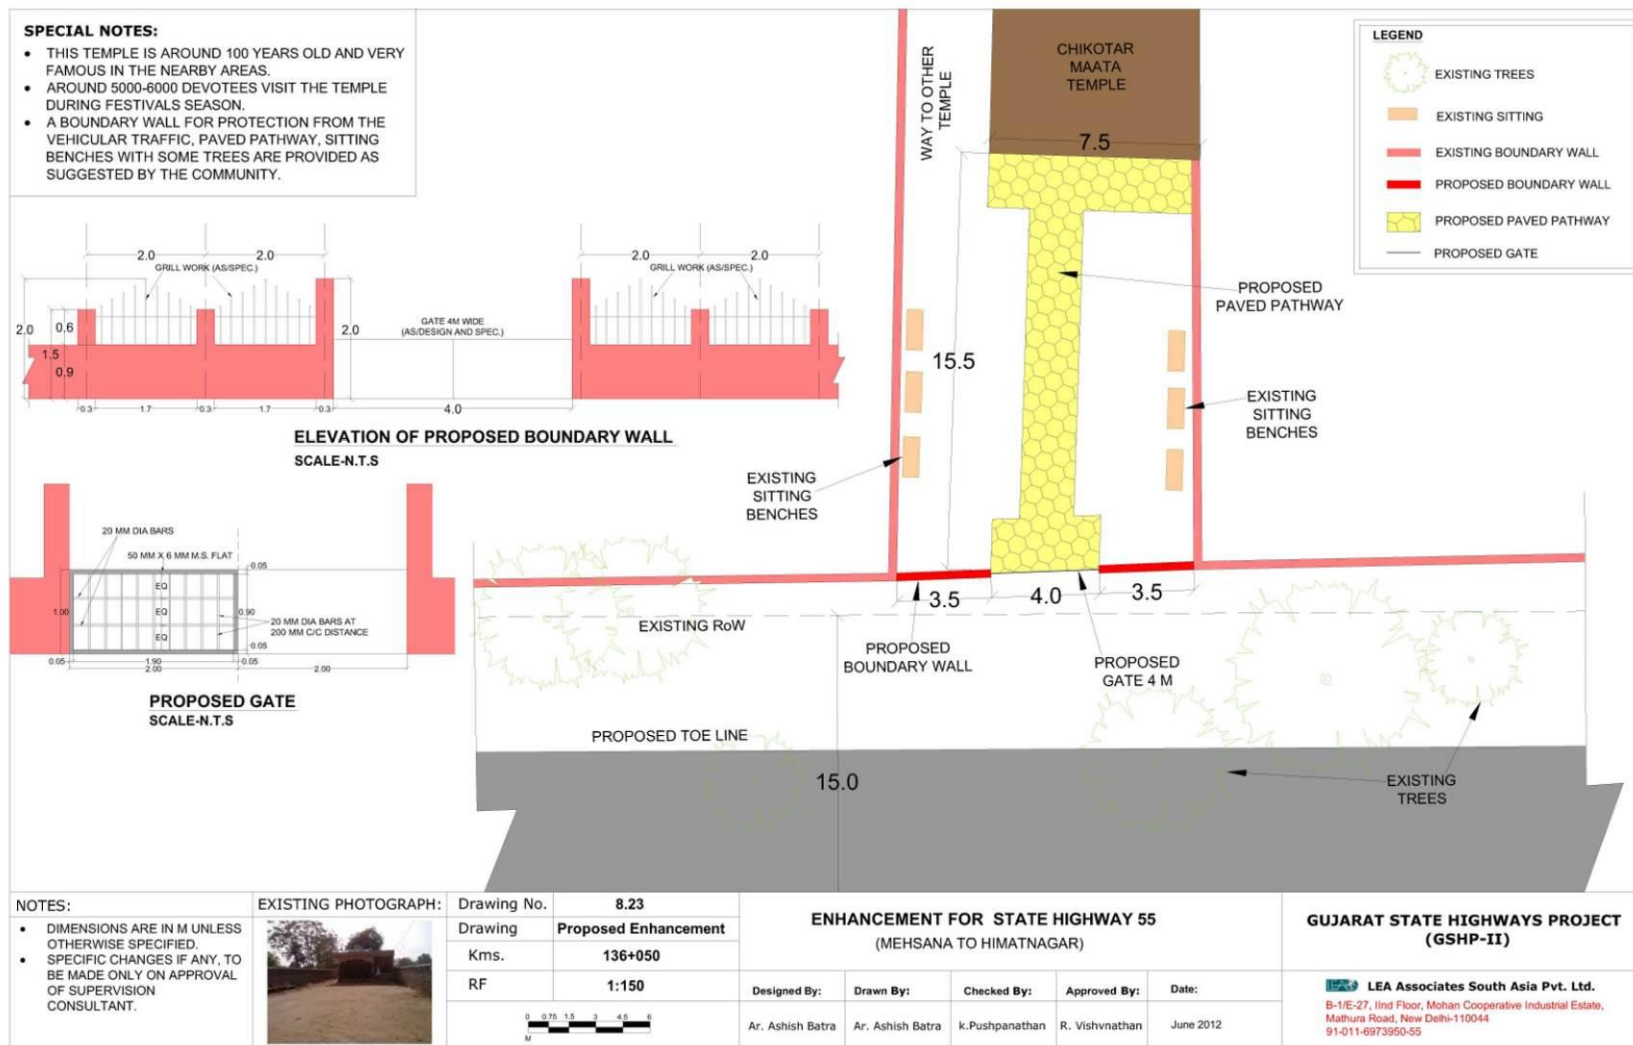 SPECIAL NOTES:
• THIS TEMPLE IS AROUND 100 YEARS OLD AND VERY
FAMOUS IN THE NEARBY AREAS.
• AROUND 5000-6000 DEVOTEES VISIT THE TEMPLE
DURING FESTIVALS SEASON.
• A BOUNDARY WALL FOR PROTECTION FROM THE
VEHICULAR TRAFFIC, PAVED PATHWAY, SITTING
BENCHES WITH SOME TREES ARE PROVIDED AS
SUGGESTED BY THE COMMUNITY.
2.0
2.0
GRILL WORK (AS/SPEC.)
2.0
0.6
1.5
0.9
2.0
GATE 4M WIDE
(AS/DESIGN AND SPEC.)
2.0
2.0
GRILL WORK (AS/SPEC.)
0.3
1.7
0.3
1.7
0.3
4.0
ELEVATION OF PROPOSED BOUNDARY WALL
SCALE-N.T.S
20 MM DIA BARS
50 MM X 6 MM M.S. FLAT
0.05
EQ
EQ
EQ
1.00
0.90
20 MM DIA BARS AT
200 MM C/C DISTANCE
0.05
0.05
1.90
0.05
2.00
2.00
PROPOSED GATE
SCALE-N.T.S
WAY TO OTHER
TEMPLE
CHIKOTAR
MAATA
TEMPLE
7.5
15.5
PROPOSED
PAVED PATHWAY
EXISTING
SITTING
BENCHES
EXISTING
SITTING
BENCHES
3.5
4.0
3.5
EXISTING RoW
PROPOSED
BOUNDARY WALL
PROPOSED
GATE 4 M
PROPOSED TOE LINE
15.0
EXISTING
TREES
LEGEND
EXISTING TREES
EXISTING SITTING
EXISTING BOUNDARY WALL
PROPOSED BOUNDARY WALL
PROPOSED PAVED PATHWAY
PROPOSED GATE
NOTES:
• DIMENSIONS ARE IN M UNLESS
OTHERWISE SPECIFIED.
• SPECIFIC CHANGES IF ANY, TO
BE MADE ONLY ON APPROVAL
OF SUPERVISION
CONSULTANT.
EXISTING PHOTOGRAPH:
Drawing No. 8.23
Drawing Proposed Enhancement
Kms. 136+050
RF 1:150
0 0.75 1.5 3 4.5 6
M
ENHANCEMENT FOR STATE HIGHWAY 55
(MEHSANA TO HIMATNAGAR)
Designed By: Drawn By: Checked By: Approved By: Date:
Ar. Ashish Batra Ar. Ashish Batra k.Pushpanathan R. Vishvnathan June 2012
GUJARAT STATE HIGHWAYS PROJECT
(GSHP-II)
LEA LEA Associates South Asia Pvt. Ltd.
B-1/E-27, IInd Floor, Mohan Cooperative Industrial Estate,
Mathura Road, New Delhi-110044
91-011-6973950-55